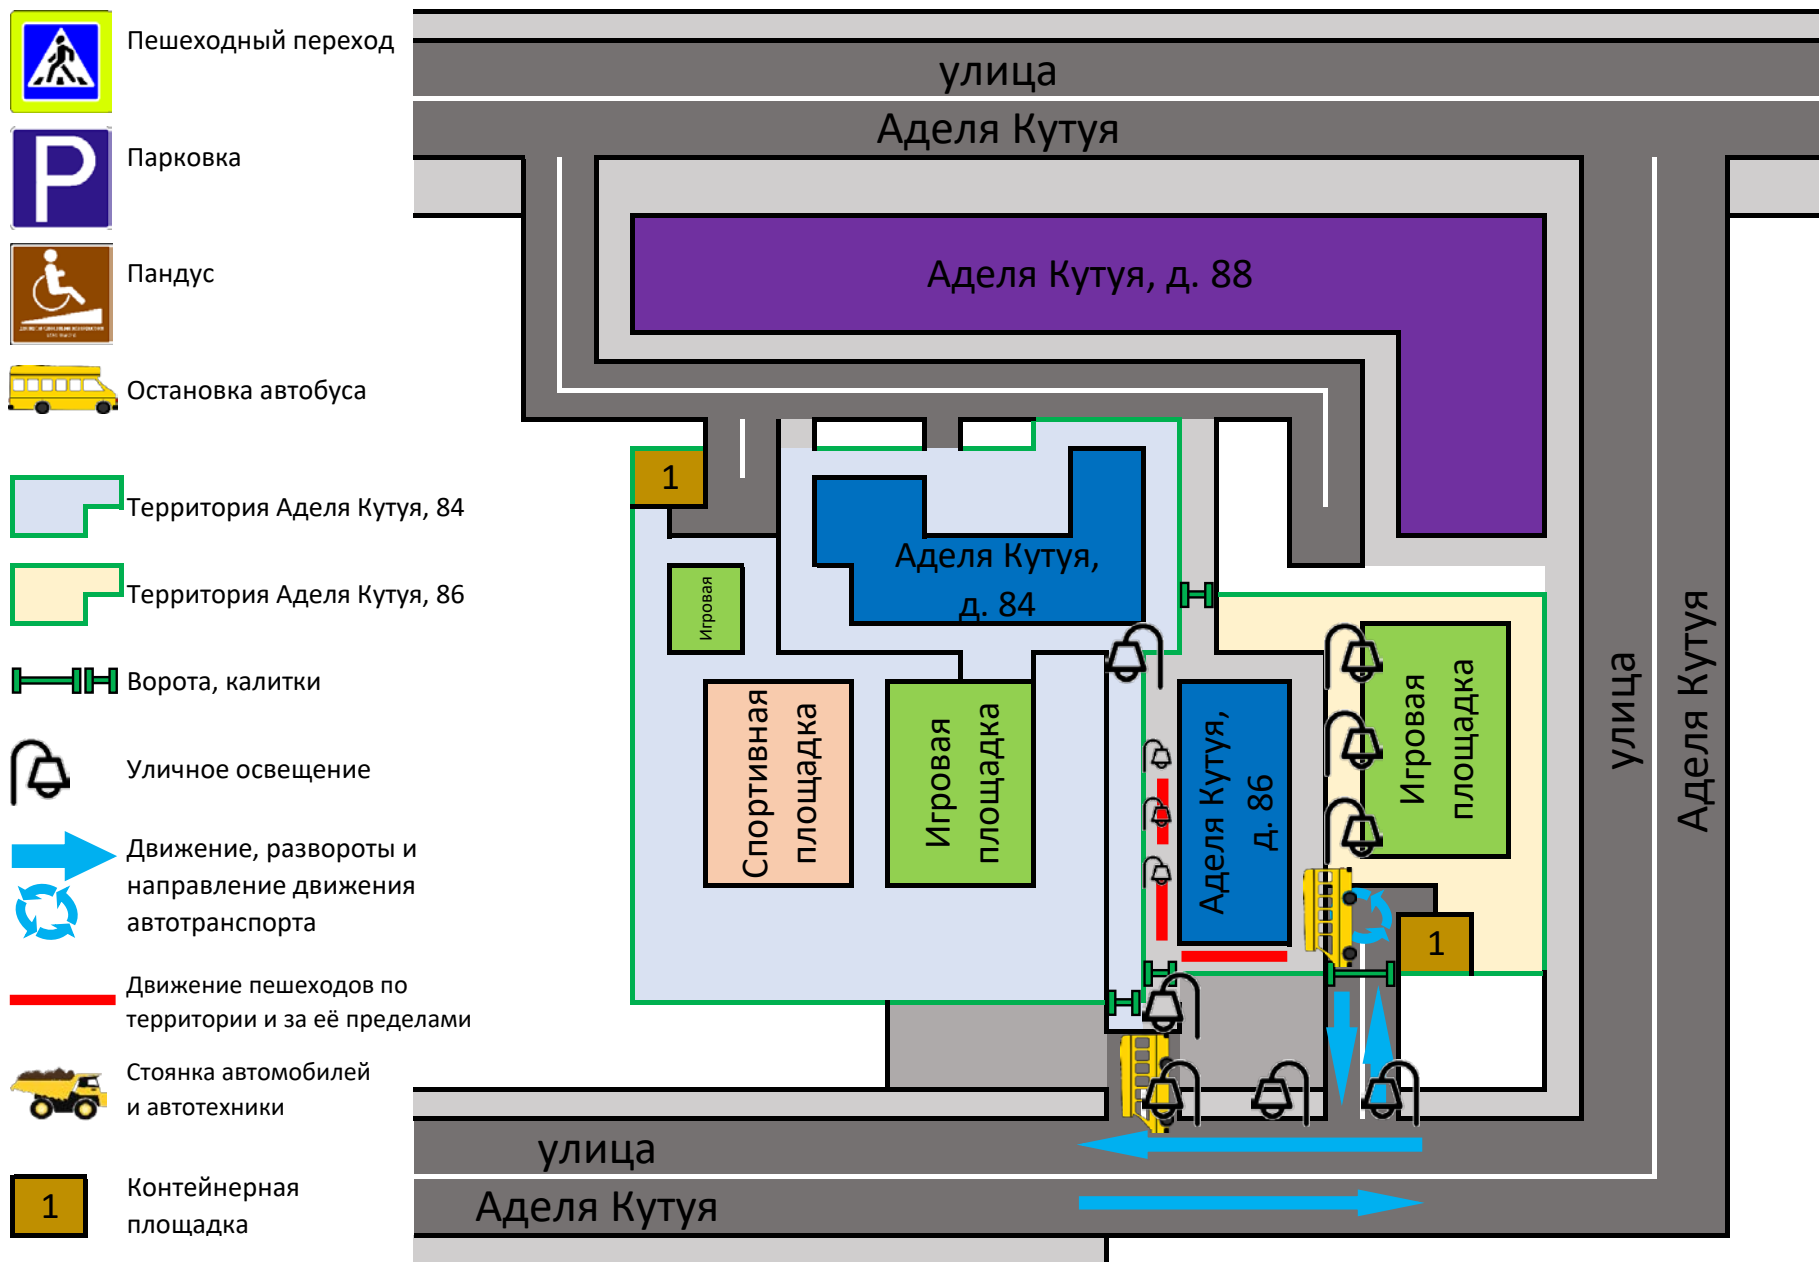 Пешеходный переход
P
Парковка
Пандус
Остановка автобуса
Территория Аделя Кутуя, 84
Территория Аделя Кутуя, 86
Ворота, калитки
Уличное освещение
Движение, развороты и
направление движения
автотранспорта
Движение пешеходов по
территории и за её пределами
Стоянка автомобилей
и автотехники
1
Контейнерная
площадка
улица
Аделя Кутуя
Аделя Кутуя, д. 88
1
Аделя Кутуя,
д. 84
Игровая
Спортивная
площадка
Игровая
площадка
Аделя Кутуя,
д. 86
Игровая
площадка
1
улица
Аделя Кутуя
улица
Аделя Кутуя